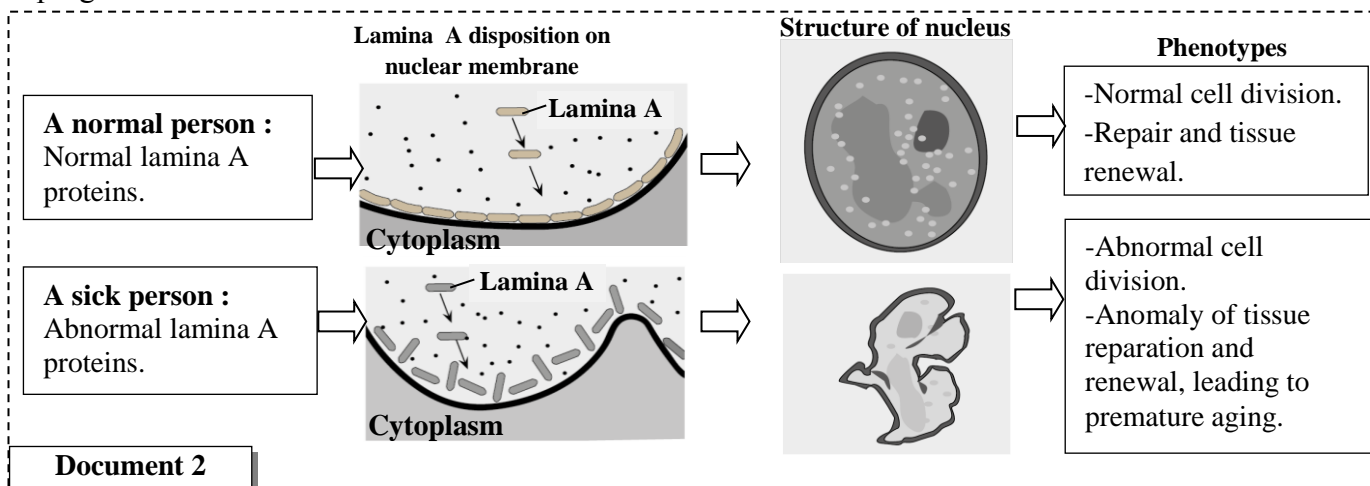 Lamina A disposition on
nuclear membrane
Structure of nucleus
Phenotypes
A normal person :
Normal lamina A
proteins.
Lamina A
Cytoplasm
-Normal cell division.
-Repair and tissue
renewal.
A sick person :
Abnormal lamina A
proteins.
Lamina A
Cytoplasm
-Abnormal cell
division.
-Anomaly of tissue
reparation and
renewal, leading to
premature aging.
Document 2